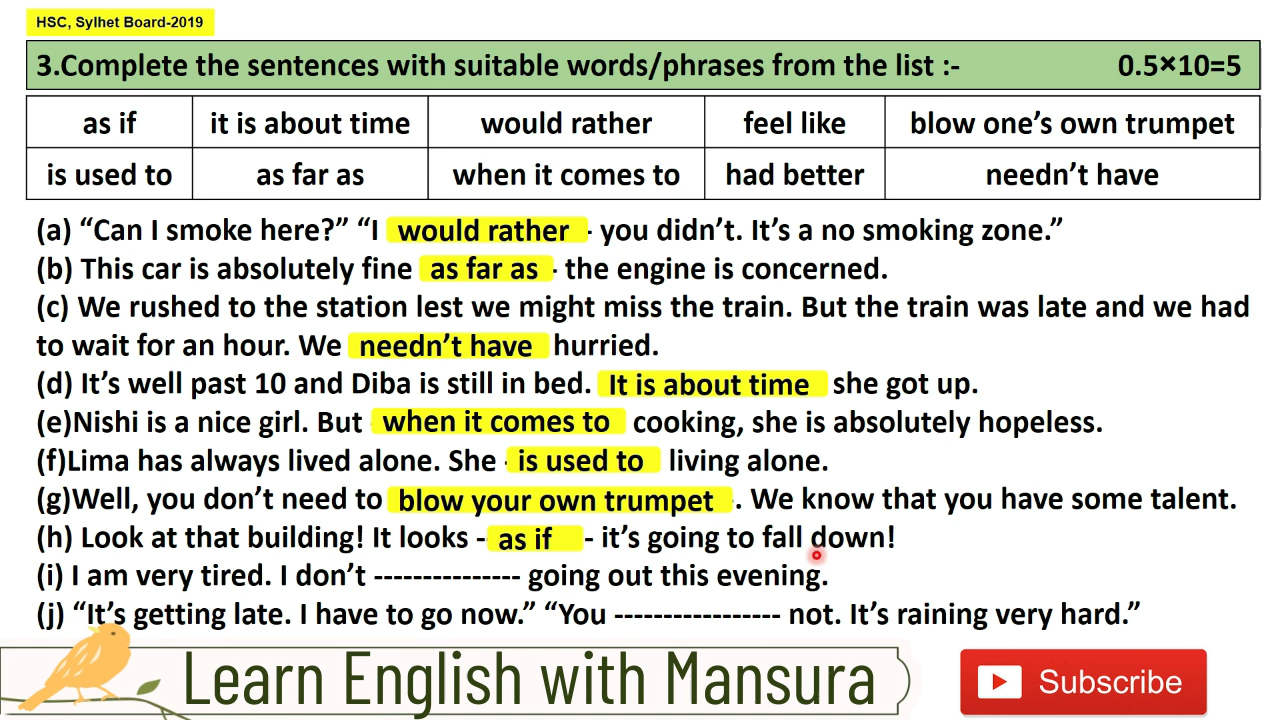 HSC, Sylhet Board-2019
3.Complete the sentences with suitable words/phrases from the list :- 0.5×10=5
as if it is about time would rather feel like blow one’s own trumpet
is used to as far as when it comes to had better needn’t have
(a) “Can I smoke here?” “I would rather - you didn’t. It’s a no smoking zone.”
(b) This car is absolutely fine as far as - the engine is concerned.
(c) We rushed to the station lest we might miss the train. But the train was late and we had
to wait for an hour. We needn’t have hurried.
(d) It’s well past 10 and Diba is still in bed. It is about time she got up.
(e)Nishi is a nice girl. But when it comes to cooking, she is absolutely hopeless.
(f)Lima has always lived alone. She - is used to living alone.
(g)Well, you don’t need to blow your own trumpet -. We know that you have some talent.
(h) Look at that building! It looks - as if - it’s going to fall down!
(i) I am very tired. I don’t --------------- going out this evening.
(j) “It’s getting late. I have to go now.” “You ----------------- not. It’s raining very hard.”
Learn English with Mansura
Subscribe